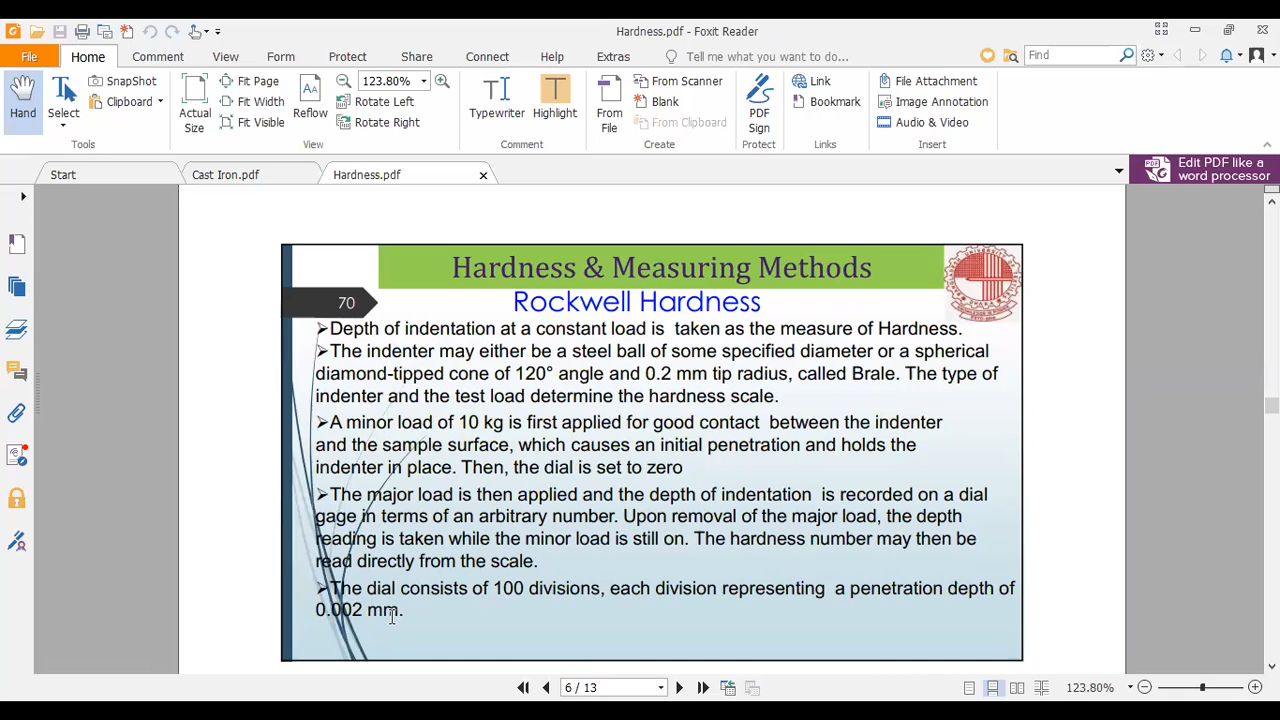 Hardness.pdf - Foxit Reader
File Home Comment View Form Protect Share Connect Help Extras Tell me what you want to do... Find
Hand Select SnapShot Clipboard Actual Size Fit Page Fit Width Fit Visible Reflow 123.80% Rotate Left Rotate Right Typewriter Highlight From File From Scanner Blank From Clipboard PDF Sign Link Bookmark File Attachment Image Annotation Audio & Video
Tools View Comment Create Protect Links Insert
Start Cast Iron.pdf Hardness.pdf Edit PDF like a word processor
Hardness & Measuring Methods
70 Rockwell Hardness
➢Depth of indentation at a constant load is taken as the measure of Hardness.
➢The indenter may either be a steel ball of some specified diameter or a spherical
diamond-tipped cone of 120° angle and 0.2 mm tip radius, called Brale. The type of
indenter and the test load determine the hardness scale.
➢A minor load of 10 kg is first applied for good contact between the indenter
and the sample surface, which causes an initial penetration and holds the
indenter in place. Then, the dial is set to zero
➢The major load is then applied and the depth of indentation is recorded on a dial
gage in terms of an arbitrary number. Upon removal of the major load, the depth
reading is taken while the minor load is still on. The hardness number may then be
read directly from the scale.
➢The dial consists of 100 divisions, each division representing a penetration depth of
0.002 mm.
6 / 13 123.80%